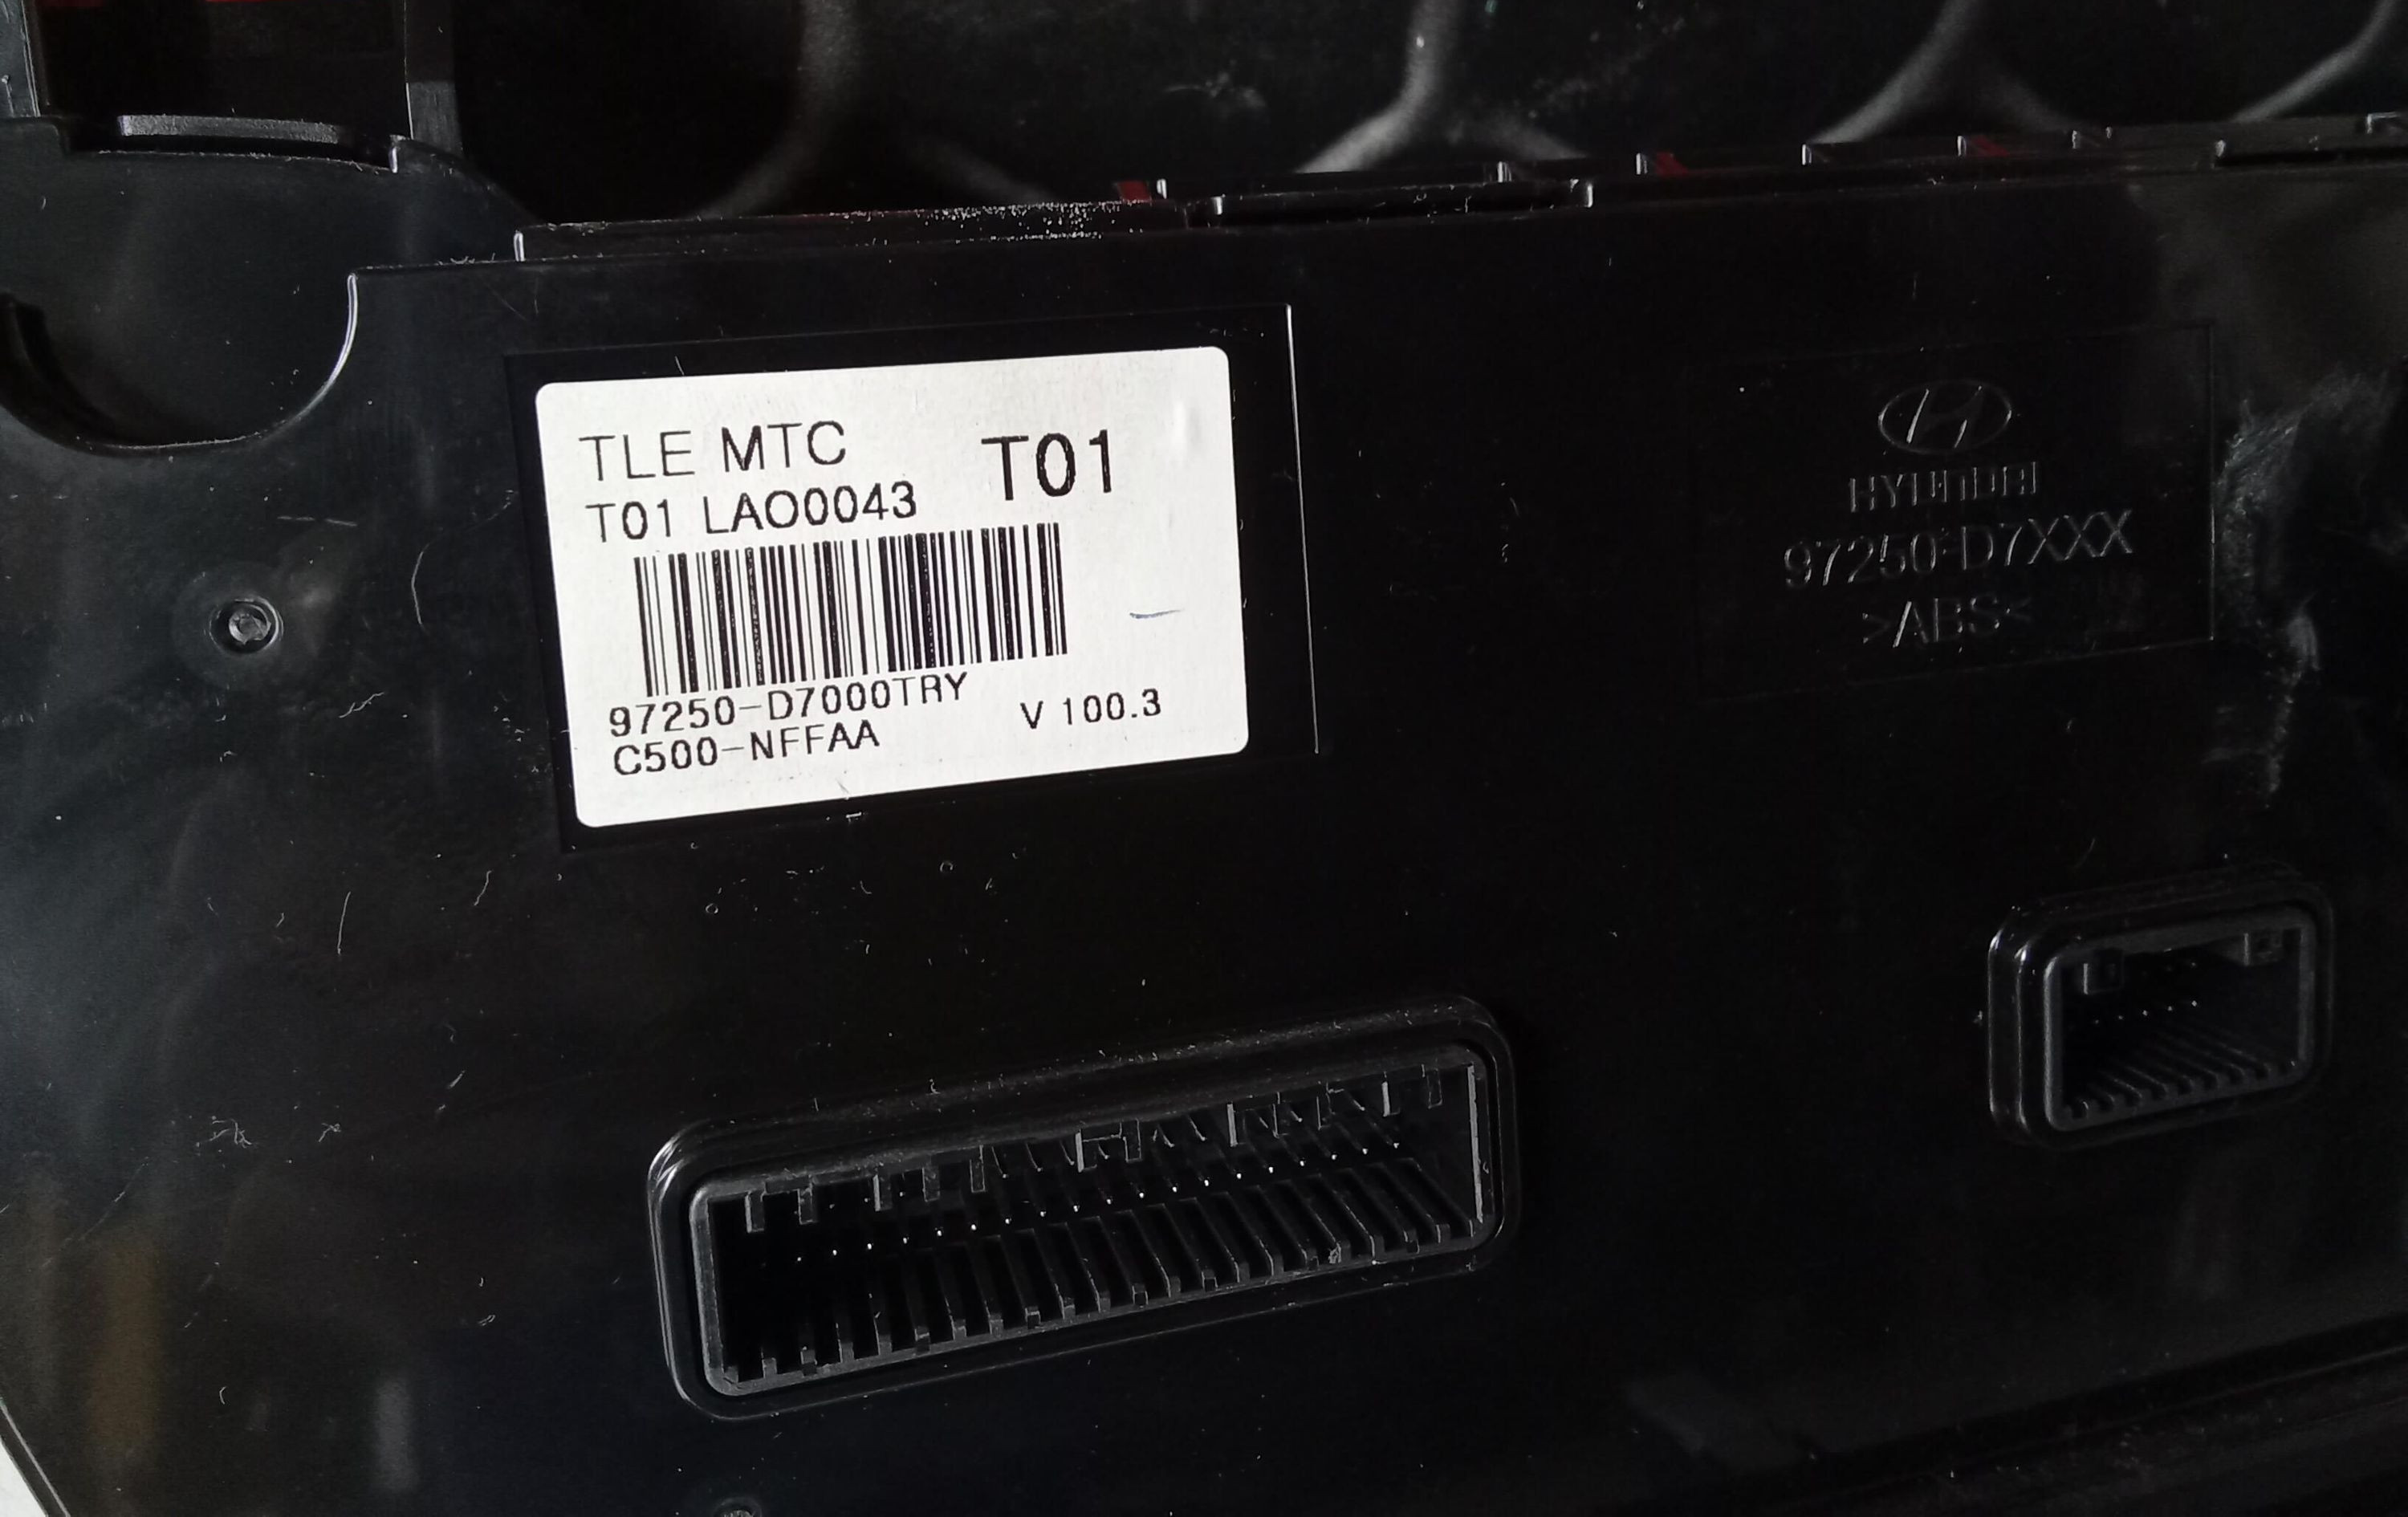 TLE MTC T01
T01 LAO0043
97250-D7000TRY
C500-NFFAA V 100.3
HYUNDAI
97250-D7XXX
>ABS<